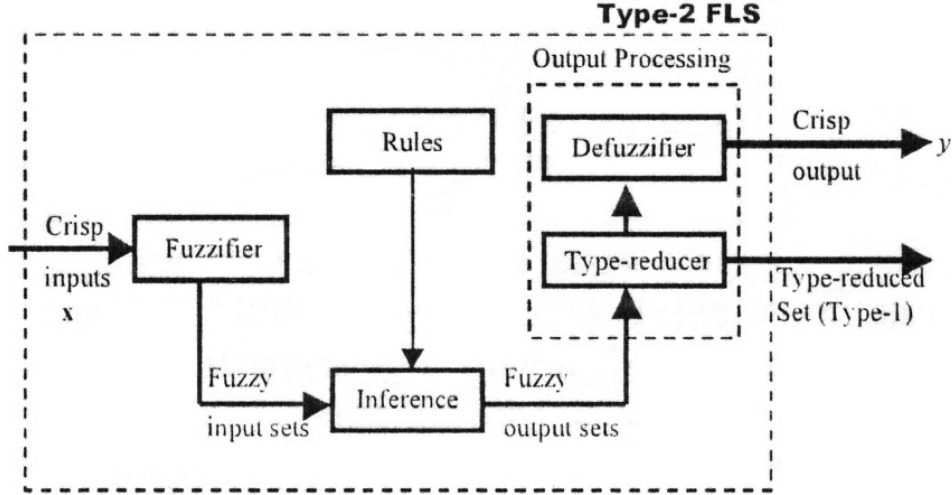 Type-2 FLS
Output Processing
Rules
Defuzzifier
Crisp
output
y
Crisp
inputs
x
Fuzzifier
Type-reducer
Type-reduced
Set (Type-1)
Fuzzy
input sets
Inference
Fuzzy
output sets